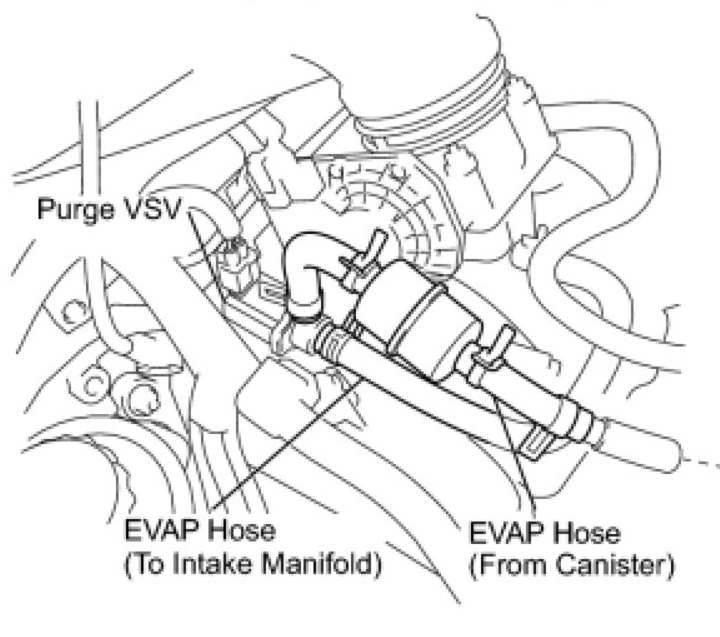 Purge VSV
EVAP Hose
(To Intake Manifold)
EVAP Hose
(From Canister)